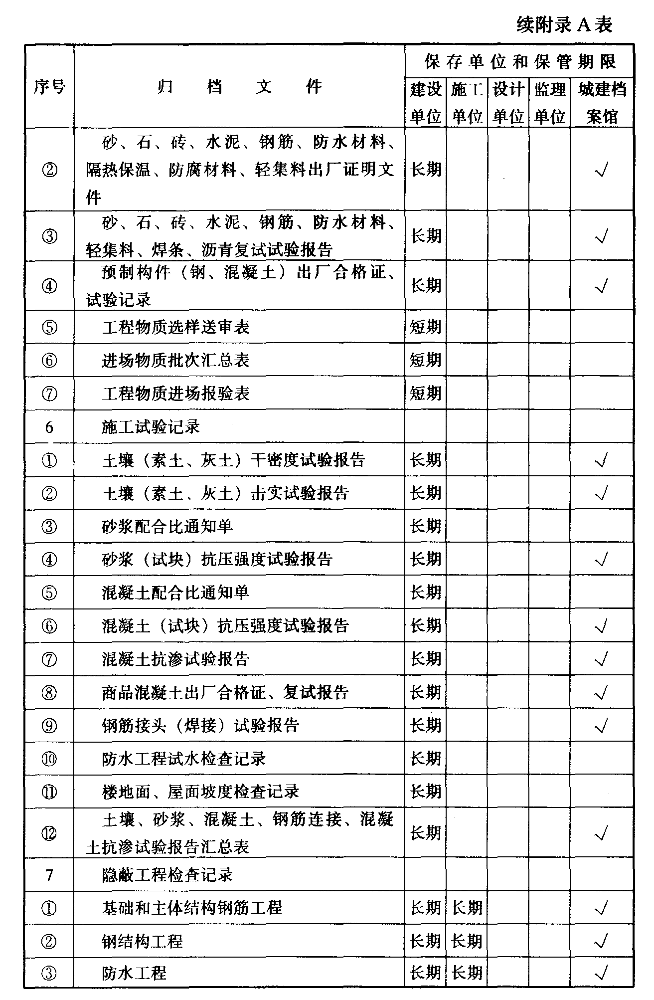 续附录 A 表
序号 归档文件 保存单位和保管期限
建设单位 施工单位 设计单位 监理单位 城建档案馆
② 砂、石、砖、水泥、钢筋、防水材料、 长期 √
隔热保温、防腐材料、轻集料出厂证明文
件
③ 砂、石、砖、水泥、钢筋、防水材料、 长期 √
轻集料、焊条、沥青复试试验报告
④ 预制构件（钢、混凝土）出厂合格证、 长期 √
试验记录
⑤ 工程物质选样送审表 短期
⑥ 进场物质批次汇总表 短期
⑦ 工程物质进场报验表 短期
6 施工试验记录
① 土壤（素土、灰土）干密度试验报告 长期 √
② 土壤（素土、灰土）击实试验报告 长期 √
③ 砂浆配合比通知单 长期
④ 砂浆（试块）抗压强度试验报告 长期 √
⑤ 混凝土配合比通知单 长期
⑥ 混凝土（试块）抗压强度试验报告 长期 √
⑦ 混凝土抗渗试验报告 长期 √
⑧ 商品混凝土出厂合格证、复试报告 长期 √
⑨ 钢筋接头（焊接）试验报告 长期 √
⑩ 防水工程试水检查记录 长期
⑪ 楼地面、屋面坡度检查记录 长期
⑫ 土壤、砂浆、混凝土、钢筋连接、混凝 长期 √
土抗渗试验报告汇总表
7 隐蔽工程检查记录
① 基础和主体结构钢筋工程 长期 长期 √
② 钢结构工程 长期 长期 √
③ 防水工程 长期 长期 √